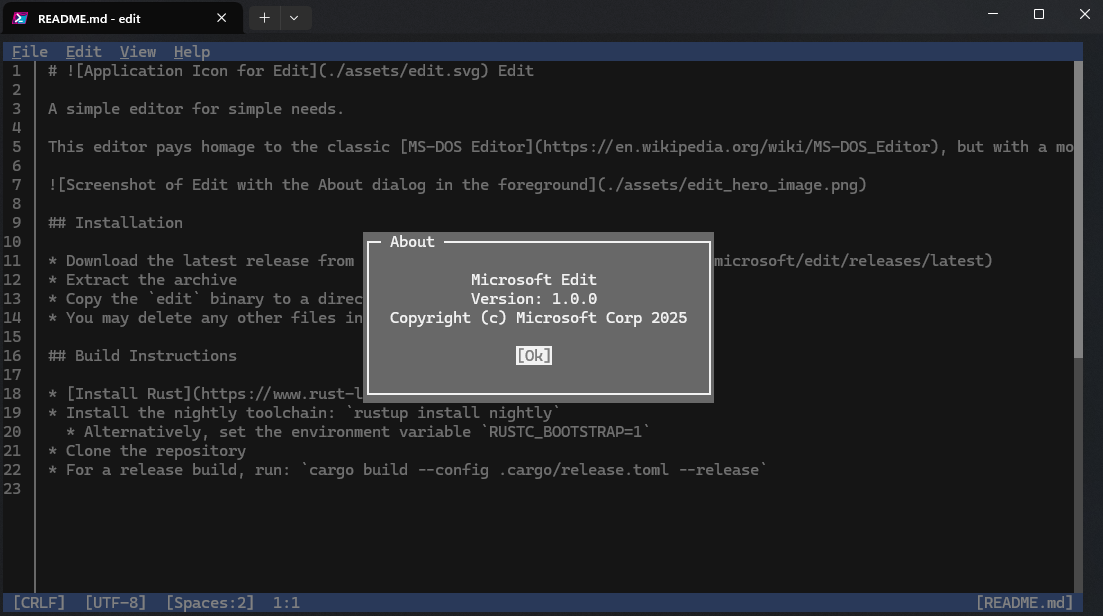 README.md - edit
File Edit View Help
1 # ![Application Icon for Edit](./assets/edit.svg) Edit
2
3 A simple editor for simple needs.
4
5 This editor pays homage to the classic [MS-DOS Editor](https://en.wikipedia.org/wiki/MS-DOS_Editor), but with a mo
6
7 ![Screenshot of Edit with the About dialog in the foreground](./assets/edit_hero_image.png)
8
9 ## Installation
10
11 * Download the latest release from microsoft/edit/releases/latest)
12 * Extract the archive
13 * Copy the `edit` binary to a direc
14 * You may delete any other files in
15
16 ## Build Instructions
17
18 * [Install Rust](https://www.rust-l
19 * Install the nightly toolchain: `rustup install nightly`
20   * Alternatively, set the environment variable `RUSTC_BOOTSTRAP=1`
21 * Clone the repository
22 * For a release build, run: `cargo build --config .cargo/release.toml --release`
23
About
Microsoft Edit
Version: 1.0.0
Copyright (c) Microsoft Corp 2025
[Ok]
[CRLF] [UTF-8] [Spaces:2] 1:1 [README.md]